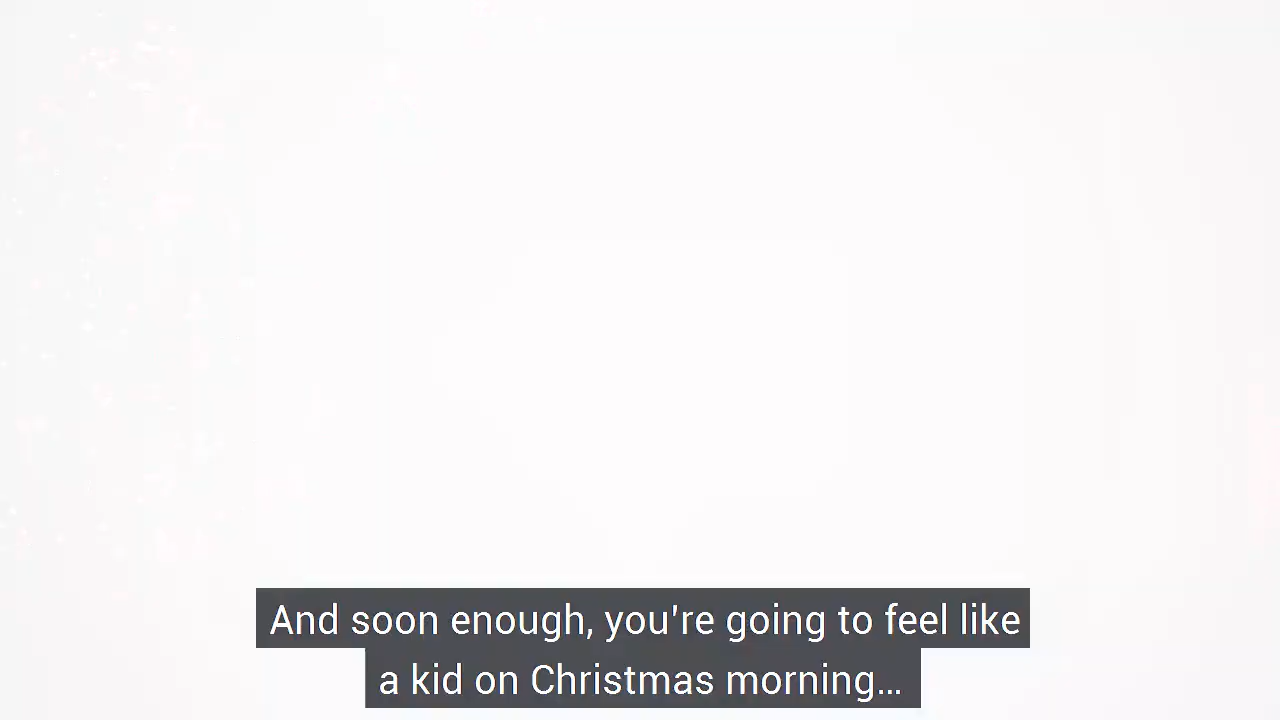 And soon enough, you're going to feel like
a kid on Christmas morning...